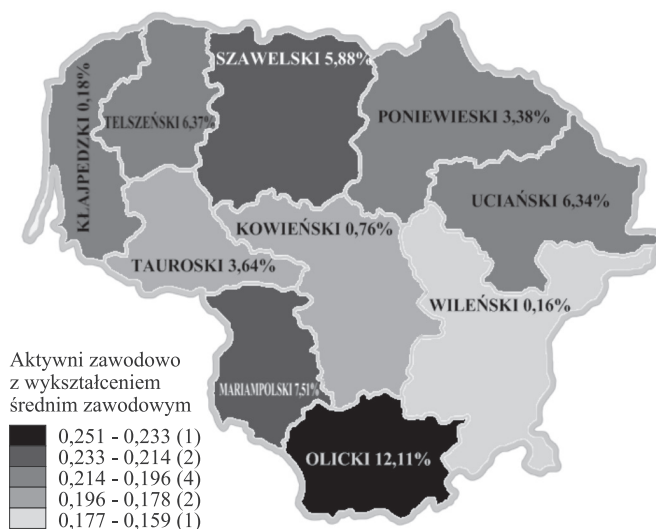 SZAWELSKI 5,88%
KŁAJPEDZKI 0,18%
TELSZEŃSKI 6,37%
PONIEWIESKI 3,38%
UCIAŃSKI 6,34%
KOWIEŃSKI 0,76%
TAUROSKI 3,64%
WILEŃSKI 0,16%
MARIAMPOLSKI 7,51%
OLICKI 12,11%
Aktywni zawodowo
z wykształceniem
średnim zawodowym
0,251 - 0,233 (1)
0,233 - 0,214 (2)
0,214 - 0,196 (4)
0,196 - 0,178 (2)
0,177 - 0,159 (1)